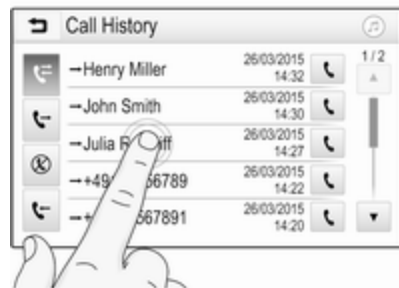 Call History
1/2
→Henry Miller 26/03/2015 14:32
→John Smith 26/03/2015 14:30
→Julia 26/03/2015 14:27
26/03/2015 14:22
26/03/2015 14:20